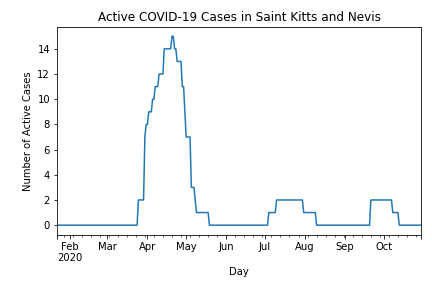 Active COVID-19 Cases in Saint Kitts and Nevis
Number of Active Cases
14
12
10
8
6
4
2
0
Feb Mar Apr May Jun Jul Aug Sep Oct
2020
Day